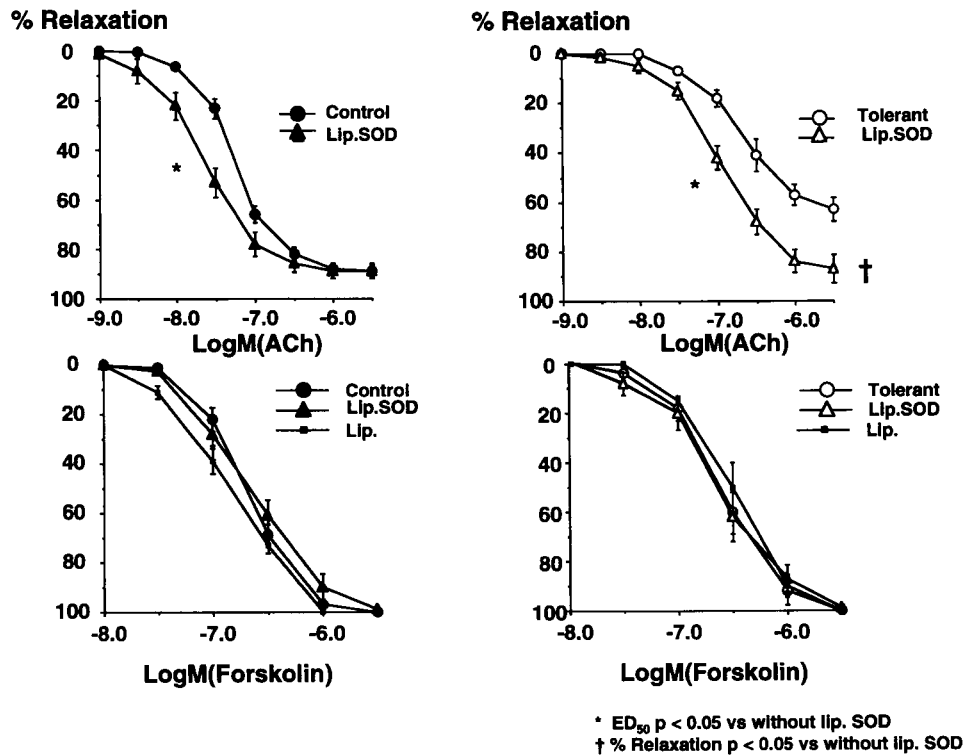 % Relaxation
0
20
40
60
80
100
-9.0 -8.0 -7.0 -6.0
LogM(ACh)
Control
Lip.SOD
*
% Relaxation
0
20
40
60
80
100
-9.0 -8.0 -7.0 -6.0
LogM(ACh)
Tolerant
Lip.SOD
*
†
0
20
40
60
80
100
-8.0 -7.0 -6.0
LogM(Forskolin)
Control
Lip.SOD
Lip.
0
20
40
60
80
100
-8.0 -7.0 -6.0
LogM(Forskolin)
Tolerant
Lip.SOD
Lip.
* ED50 p < 0.05 vs without lip. SOD
† % Relaxation p < 0.05 vs without lip. SOD